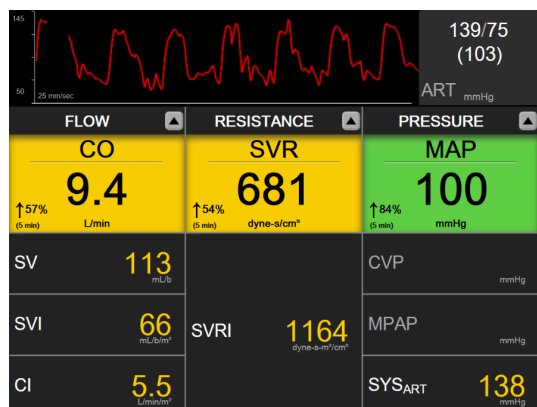 145
139/75
(103)
50
25 mm/sec
ART mmHg
FLOW
RESISTANCE
PRESSURE
CO
9.4
↑57%
(5 min)
L/min
SVR
681
↑54%
(5 min)
dyne-s/cm⁵
MAP
100
↑84%
(5 min)
mmHg
SV 113
mL/b
SVI 66
mL/b/m²
CI 5.5
L/min/m²
SVRI 1164
dyne-s-m²/cm⁵
CVP
mmHg
MPAP
mmHg
SYSART 138
mmHg